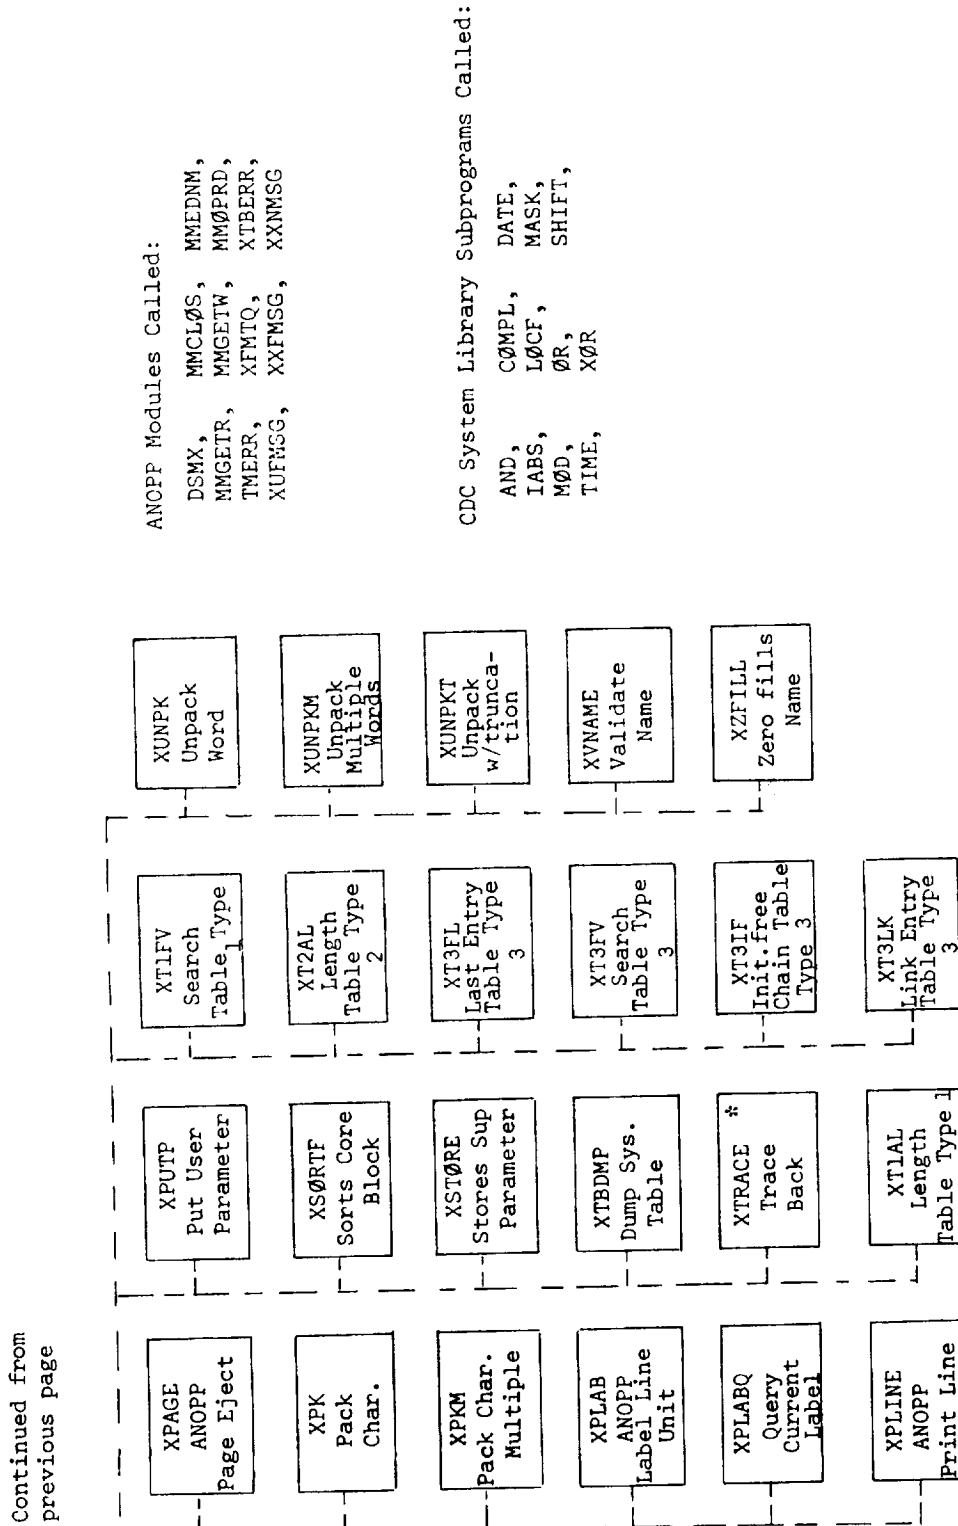 Continued from
previous page
XPAGE
ANOPP
Page Eject
XPK
Pack
Char.
XPKM
Pack Char.
Multiple
XPLAB
ANOPP
Label Line
Unit
XPLABQ
Query
Current
Label
XPLINE
ANOPP
Print Line
XPUTP
Put User
Parameter
XSØRTF
Sorts Core
Block
XSTØRE
Stores Sup
Parameter
XTBDMP
Dump Sys.
Table
XTRACE *
Trace
Back
XT1AL
Length
Table Type 1
XT1FV
Search
Table Type
1
XT2AL
Length
Table Type
2
XT3FL
Last Entry
Table Type
3
XT3FV
Search
Table Type
3
XT3IF
Init.free
Chain Table
Type 3
XT3LK
Link Entry
Table Type
3
XUNPK
Unpack
Word
XUNPKM
Unpack
Multiple
Words
XUNPKT
Unpack
w/trunca-
tion
XVNAME
Validate
Name
XZFILL
Zero fills
Name
ANOPP Modules Called:
DSMX, MMCLØS, MMEDNM,
MMGETR, MMGETW, MMØPRD,
TMERR, XFMTQ, XTBERR,
XUFMSG, XXFMSG, XXNMSG
CDC System Library Subprograms Called:
AND, CØMPL, DATE,
IABS, LØCF, MASK,
MØD, ØR, SHIFT,
TIME, XØR